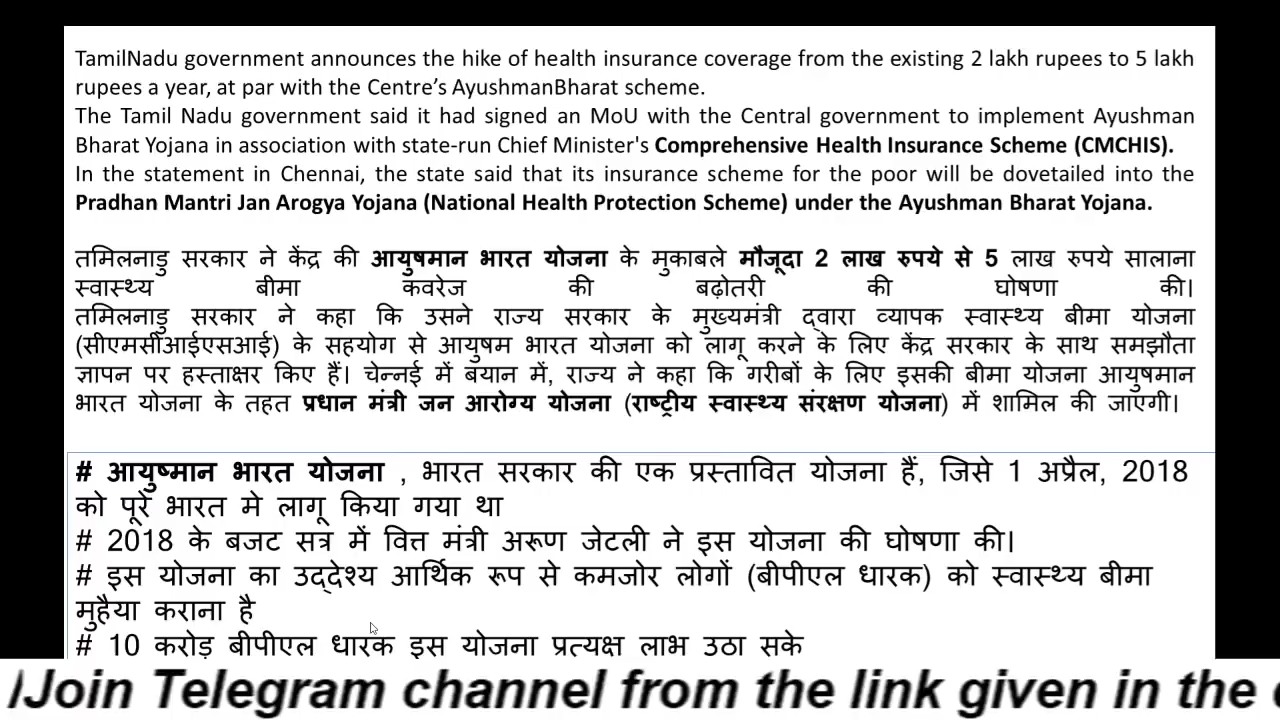 TamilNadu government announces the hike of health insurance coverage from the existing 2 lakh rupees to 5 lakh
rupees a year, at par with the Centre’s AyushmanBharat scheme.
The Tamil Nadu government said it had signed an MoU with the Central government to implement Ayushman
Bharat Yojana in association with state-run Chief Minister's Comprehensive Health Insurance Scheme (CMCHIS).
In the statement in Chennai, the state said that its insurance scheme for the poor will be dovetailed into the
Pradhan Mantri Jan Arogya Yojana (National Health Protection Scheme) under the Ayushman Bharat Yojana.
तमिलनाडु सरकार ने केंद्र की आयुषमान भारत योजना के मुकाबले मौजूदा 2 लाख रुपये से 5 लाख रुपये सालाना
स्वास्थ्य बीमा कवरेज की बढ़ोतरी की घोषणा की।
तमिलनाडु सरकार ने कहा कि उसने राज्य सरकार के मुख्यमंत्री द्वारा व्यापक स्वास्थ्य बीमा योजना
(सीएमसीआईएसआई) के सहयोग से आयुषम भारत योजना को लागू करने के लिए केंद्र सरकार के साथ समझौता
ज्ञापन पर हस्ताक्षर किए हैं। चेन्नई में बयान में, राज्य ने कहा कि गरीबों के लिए इसकी बीमा योजना आयुषमान
भारत योजना के तहत प्रधान मंत्री जन आरोग्य योजना (राष्ट्रीय स्वास्थ्य संरक्षण योजना) में शामिल की जाएगी।
# आयुष्मान भारत योजना , भारत सरकार की एक प्रस्तावित योजना हैं, जिसे 1 अप्रैल, 2018
को पूरे भारत मे लागू किया गया था
# 2018 के बजट सत्र में वित्त मंत्री अरूण जेटली ने इस योजना की घोषणा की।
# इस योजना का उद्देश्य आर्थिक रूप से कमजोर लोगों (बीपीएल धारक) को स्वास्थ्य बीमा
मुहैया कराना है
# 10 करोड़ बीपीएल धारक इस योजना प्रत्यक्ष लाभ उठा सके
/Join Telegram channel from the link given in the